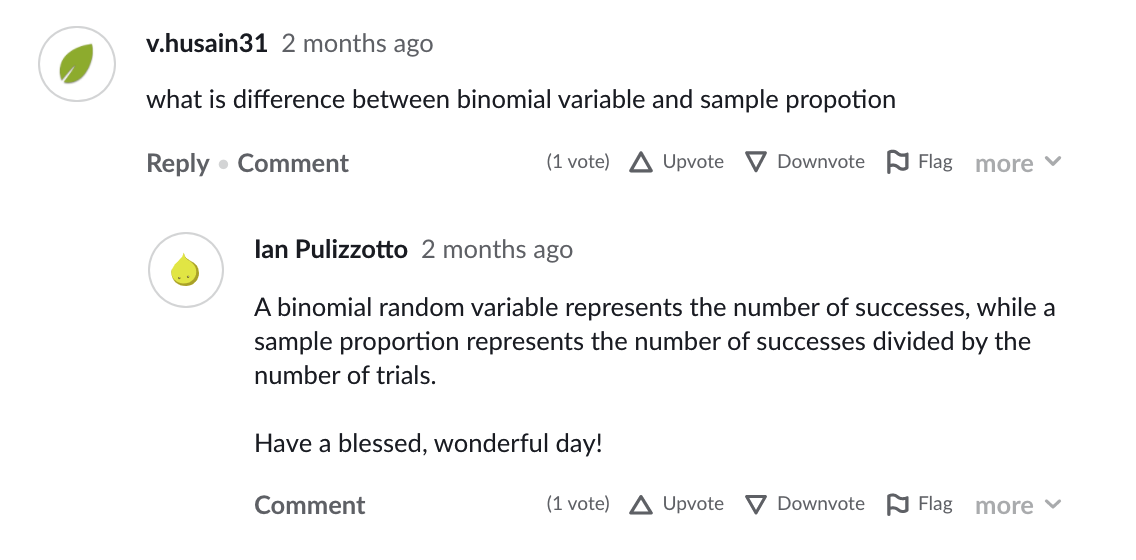 v.husain31 2 months ago
what is difference between binomial variable and sample propotion
Reply • Comment (1 vote) Upvote Downvote Flag more
Ian Pulizzotto 2 months ago
A binomial random variable represents the number of successes, while a
sample proportion represents the number of successes divided by the
number of trials.
Have a blessed, wonderful day!
Comment (1 vote) Upvote Downvote Flag more